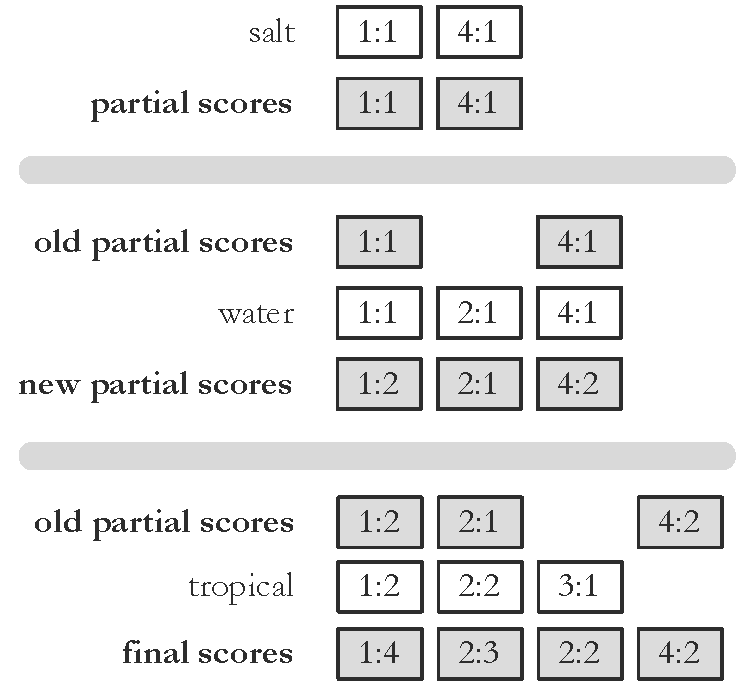 salt 1:1 4:1
partial scores 1:1 4:1
old partial scores 1:1 4:1
water 1:1 2:1 4:1
new partial scores 1:2 2:1 4:2
old partial scores 1:2 2:1 4:2
tropical 1:2 2:2 3:1
final scores 1:4 2:3 2:2 4:2